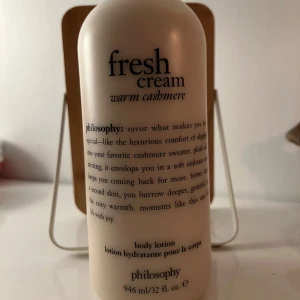 fresh
cream
warm cashmere
philosophy: savor what makes you
special—like the luxurious comfort of
into your favorite cashmere sweater.
it envelops you in a soft
keeps you coming back for more.
a second skin, you burrow deeper, grateful
the cozy warmth. moments like this
life with joy.
body lotion
lotion hydratante pour le corps
philosophy
946 ml/32 fl. oz. e